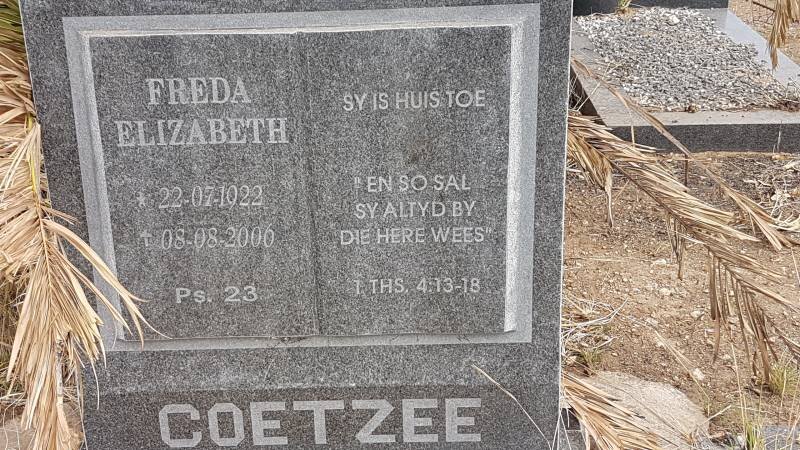 FREDA
ELIZABETH
* 22-07-1922
† 08-08-2006
Ps. 23
SY IS HUIS TOE
"EN SO SAL
SY ALTYD BY
DIE HERE WEES"
1 THS. 4:13-18
COETZEE